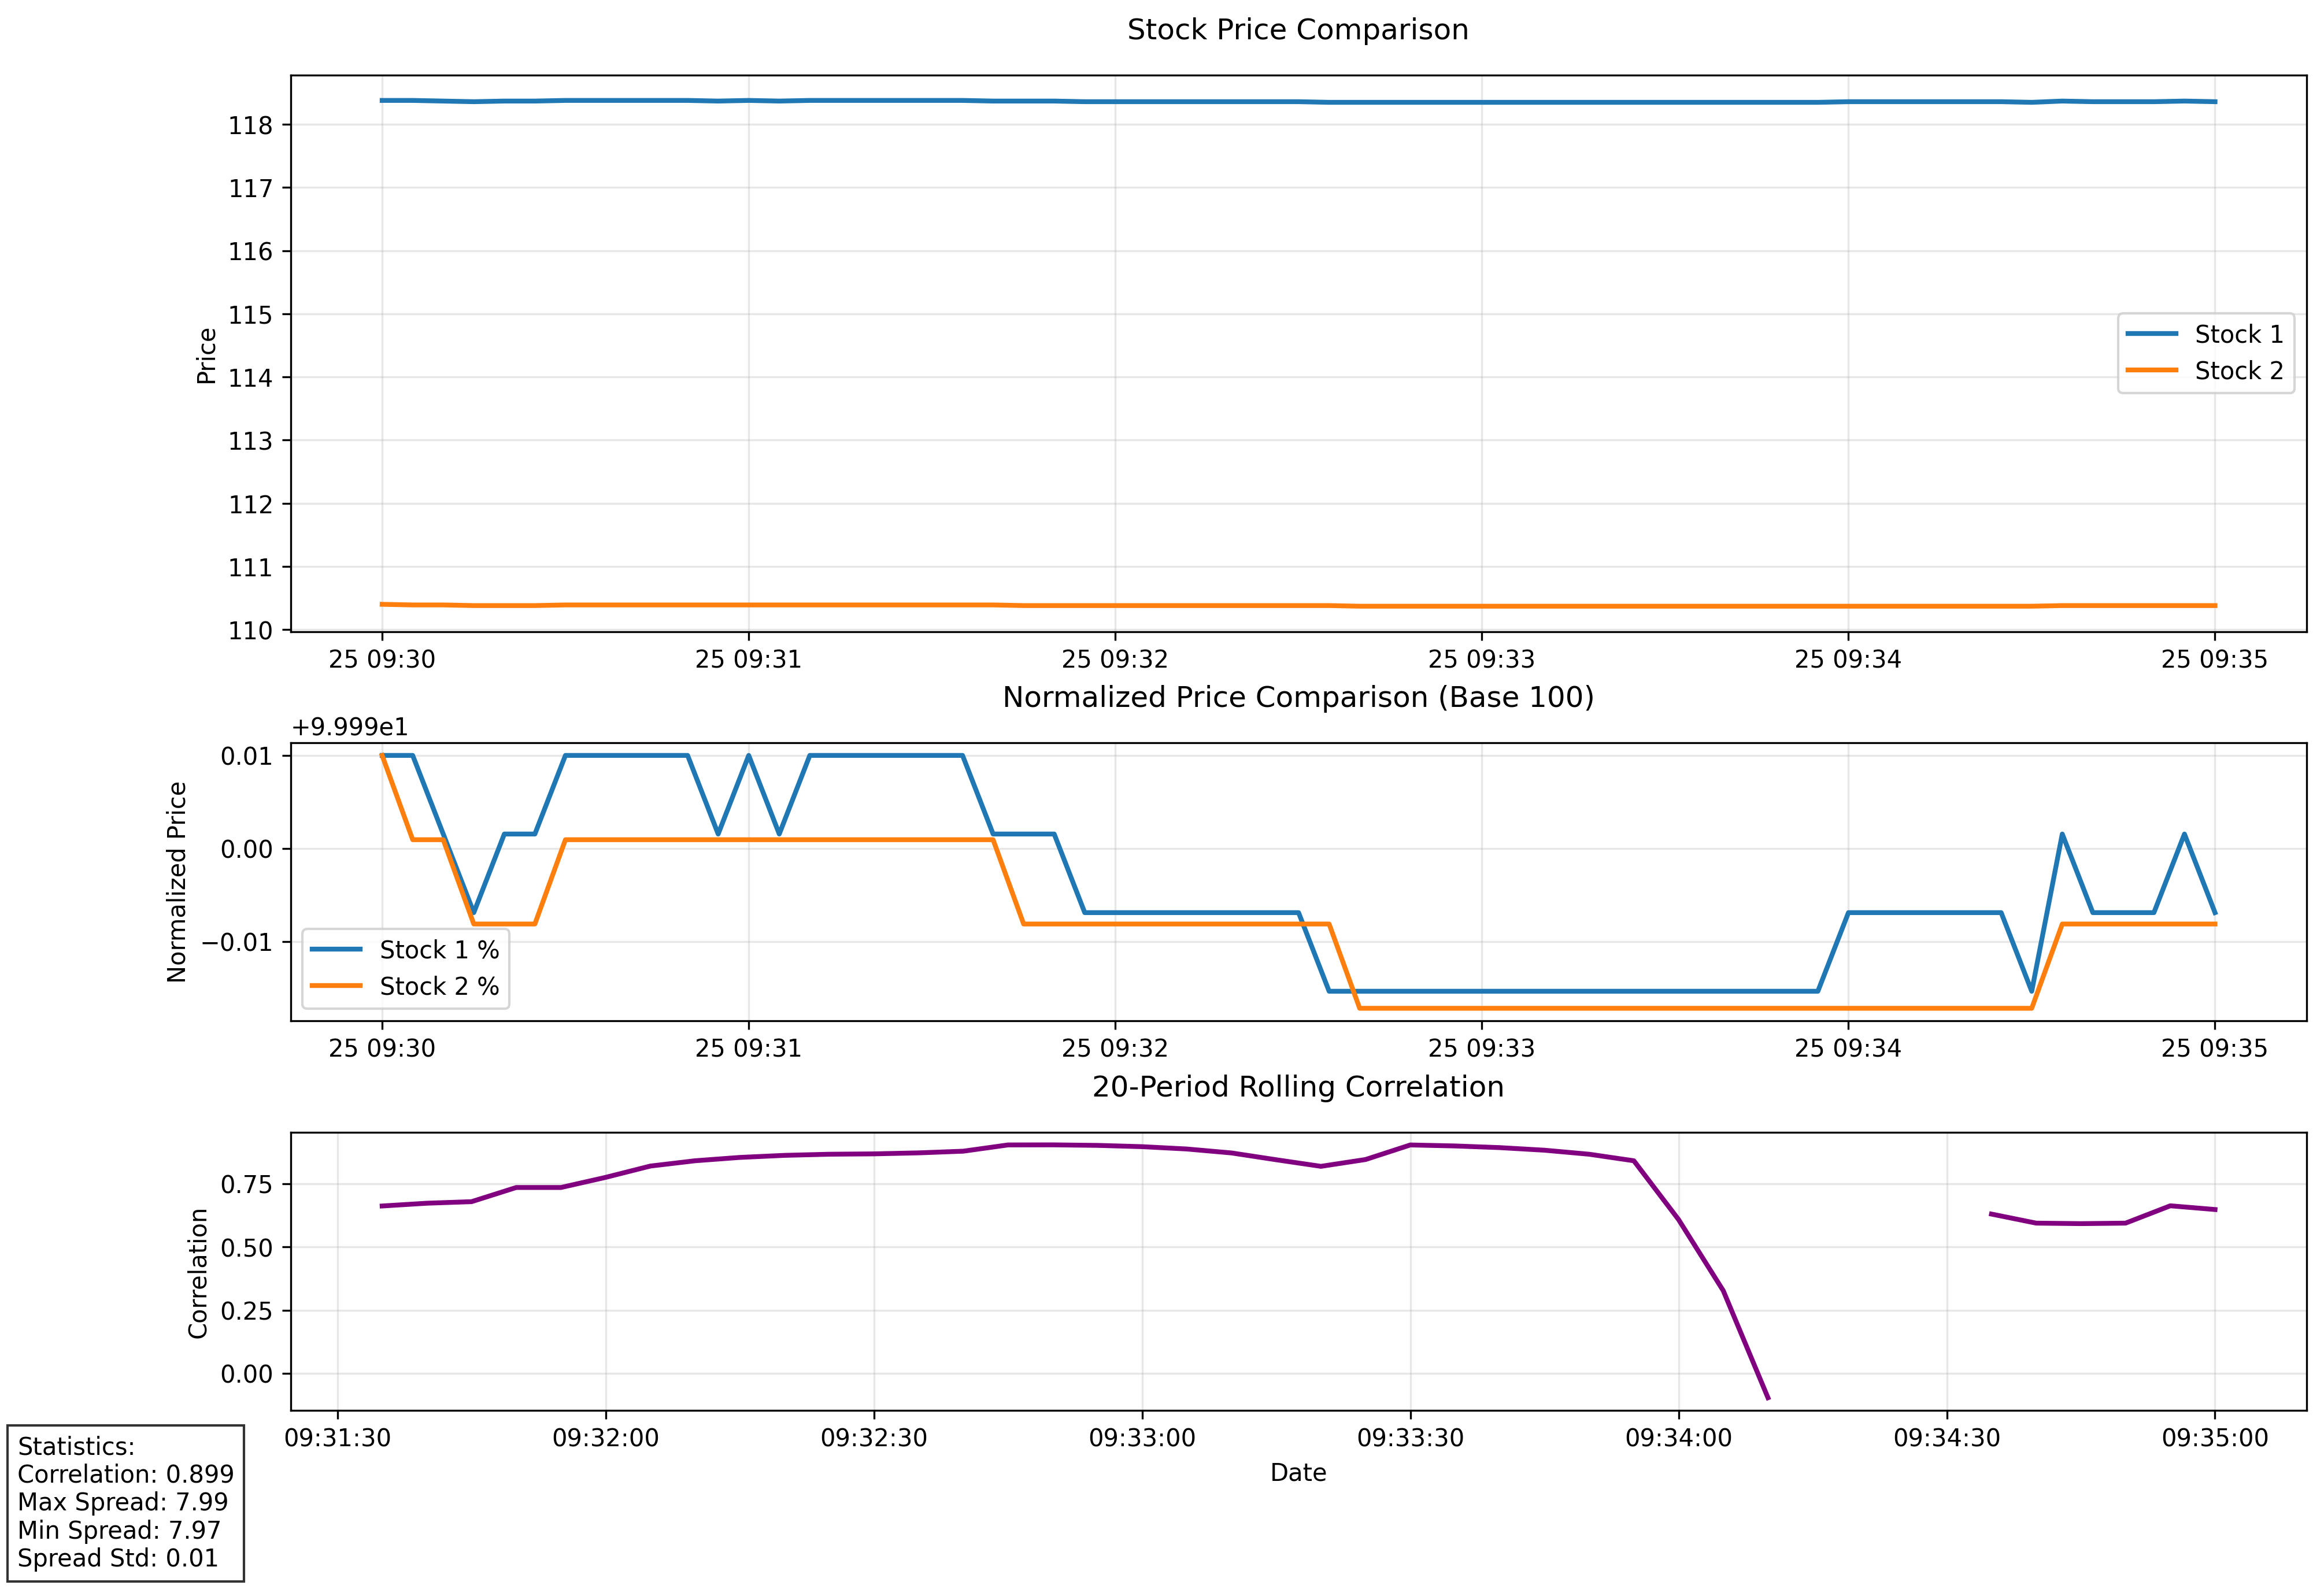 Stock Price Comparison
118
117
116
115
114
113
112
111
110
Price
Stock 1
Stock 2
25 09:30 25 09:31 25 09:32 25 09:33 25 09:34 25 09:35
Normalized Price Comparison (Base 100)
+9.999e1
0.01
0.00
−0.01
Normalized Price
Stock 1 %
Stock 2 %
25 09:30 25 09:31 25 09:32 25 09:33 25 09:34 25 09:35
20-Period Rolling Correlation
0.75
0.50
0.25
0.00
Correlation
09:31:30 09:32:00 09:32:30 09:33:00 09:33:30 09:34:00 09:34:30 09:35:00
Date
Statistics:
Correlation: 0.899
Max Spread: 7.99
Min Spread: 7.97
Spread Std: 0.01